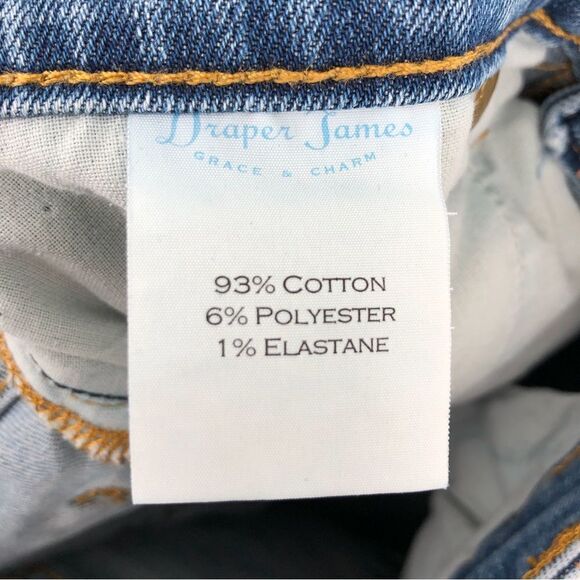 Draper James
GRACE & CHARM
93% COTTON
6% POLYESTER
1% ELASTANE